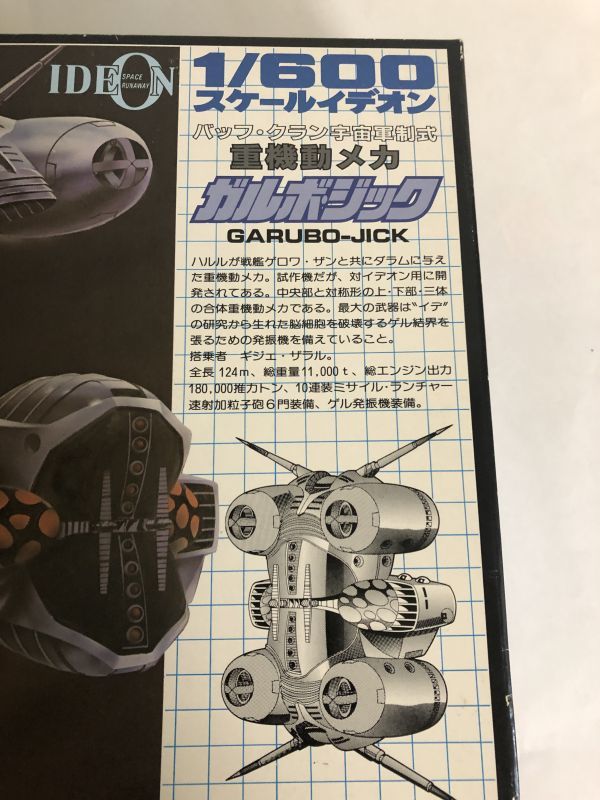 IDEON
SPACE RUNAWAY
1/600
スケールイデオン
バッフ・クラン宇宙軍制式
重機動メカ
ガルボジック
GARUBO-JICK
ハルルが戦艦ゲロワ・ザンと共にダラムに与え
た重機動メカ。試作機だが、対イデオン用に開
発されてある。中央部と対称形の上・下部・三体
の合体重機動メカである。最大の武器は"イデ"
の研究から生れた脳細胞を破壊するゲル結界を
張るための発振機を備えていること。
搭乗者 ギジェ・ザラル。
全長124m、総重量11,000t、総エンジン出力
180,000推力トン、10連装ミサイル・ランチャー
速射加粒子砲6門装備、ゲル発振機装備。